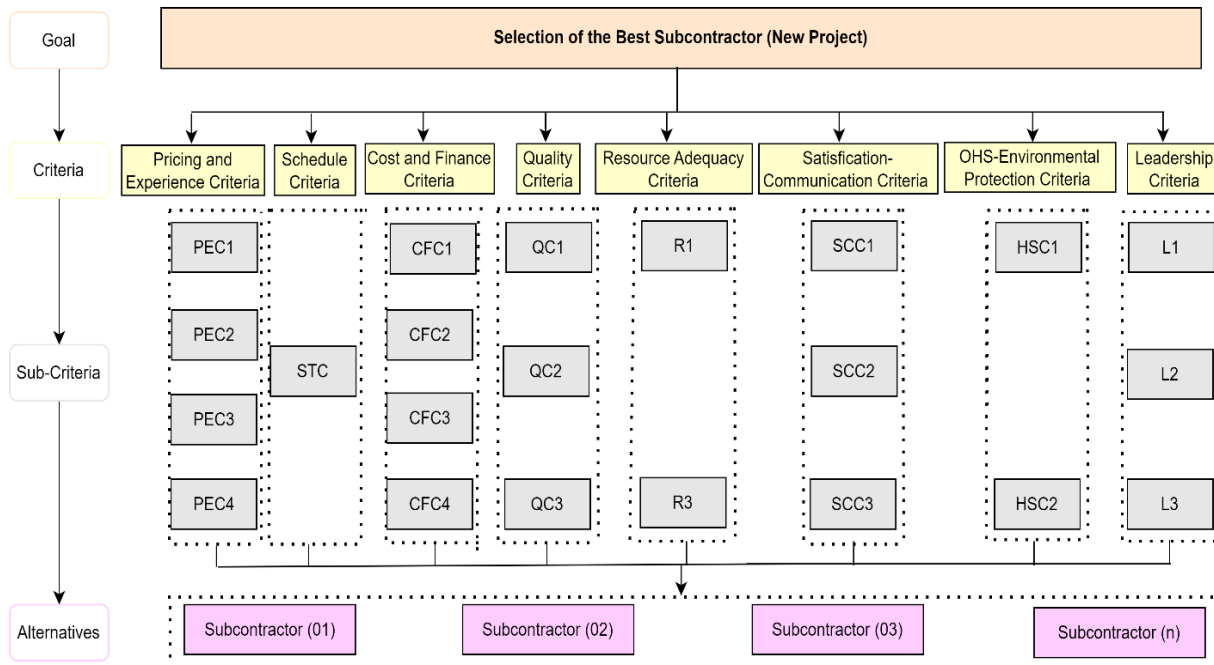 Goal
Selection of the Best Subcontractor (New Project)
Criteria
Pricing and
Experience Criteria
Schedule
Criteria
Cost and Finance
Criteria
Quality
Criteria
Resource Adequacy
Criteria
Satisfication-
Communication Criteria
OHS-Environmental
Protection Criteria
Leadership
Criteria
Sub-Criteria
PEC1
PEC2
PEC3
PEC4
STC
CFC1
CFC2
CFC3
CFC4
QC1
QC2
QC3
R1
R3
SCC1
SCC2
SCC3
HSC1
HSC2
L1
L2
L3
Alternatives
Subcontractor (01)
Subcontractor (02)
Subcontractor (03)
Subcontractor (n)